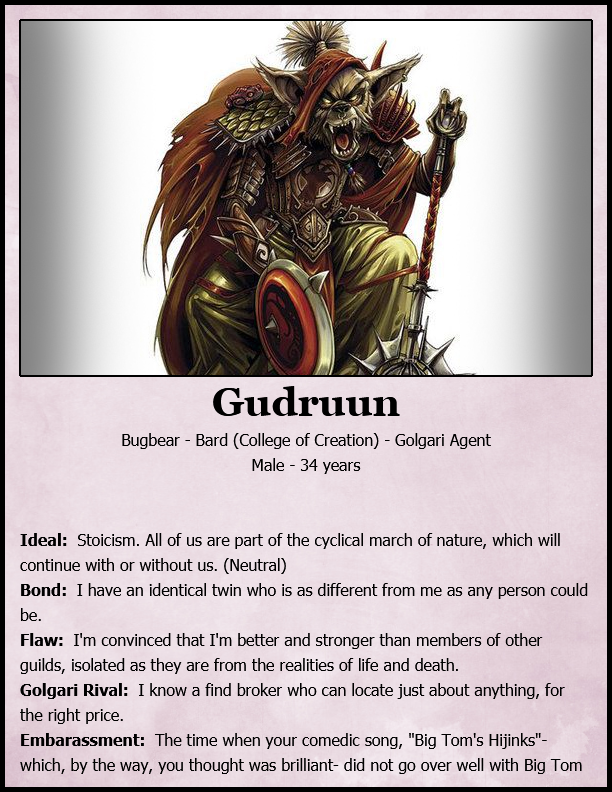 Gudruun
Bugbear - Bard (College of Creation) - Golgari Agent
Male - 34 years
Ideal: Stoicism. All of us are part of the cyclical march of nature, which will
continue with or without us. (Neutral)
Bond: I have an identical twin who is as different from me as any person could
be.
Flaw: I'm convinced that I'm better and stronger than members of other
guilds, isolated as they are from the realities of life and death.
Golgari Rival: I know a find broker who can locate just about anything, for
the right price.
Embarassment: The time when your comedic song, "Big Tom's Hijinks"-
which, by the way, you thought was brilliant- did not go over well with Big Tom